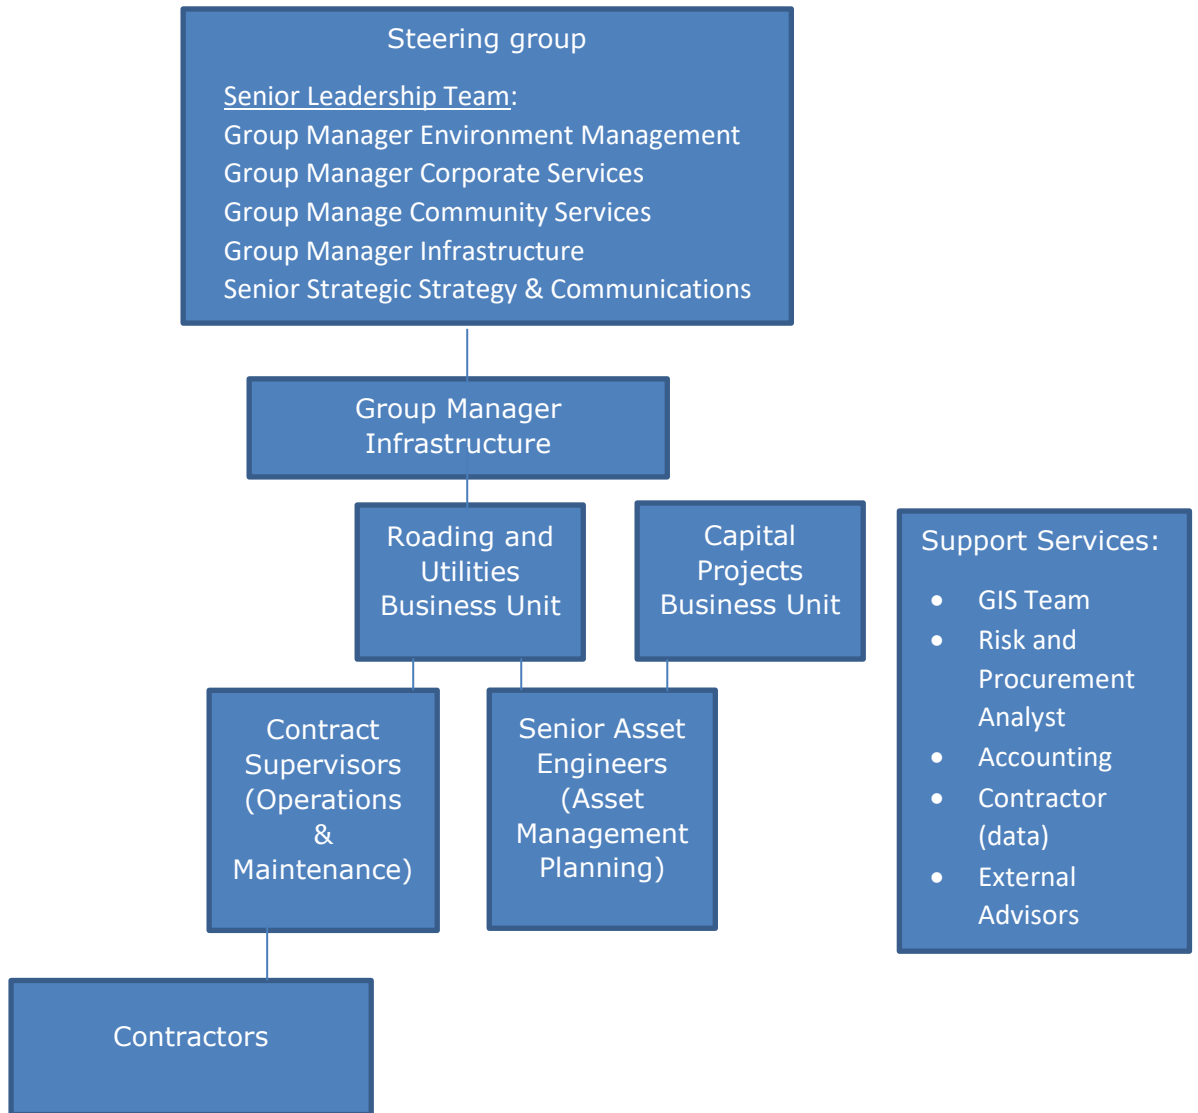 Steering group
Senior Leadership Team:
Group Manager Environment Management
Group Manager Corporate Services
Group Manage Community Services
Group Manager Infrastructure
Senior Strategic Strategy & Communications
Group Manager
Infrastructure
Roading and
Utilities
Business Unit
Capital
Projects
Business Unit
Support Services:
• GIS Team
• Risk and
Procurement
Analyst
• Accounting
• Contractor
(data)
• External
Advisors
Contract
Supervisors
(Operations
&
Maintenance)
Senior Asset
Engineers
(Asset
Management
Planning)
Contractors